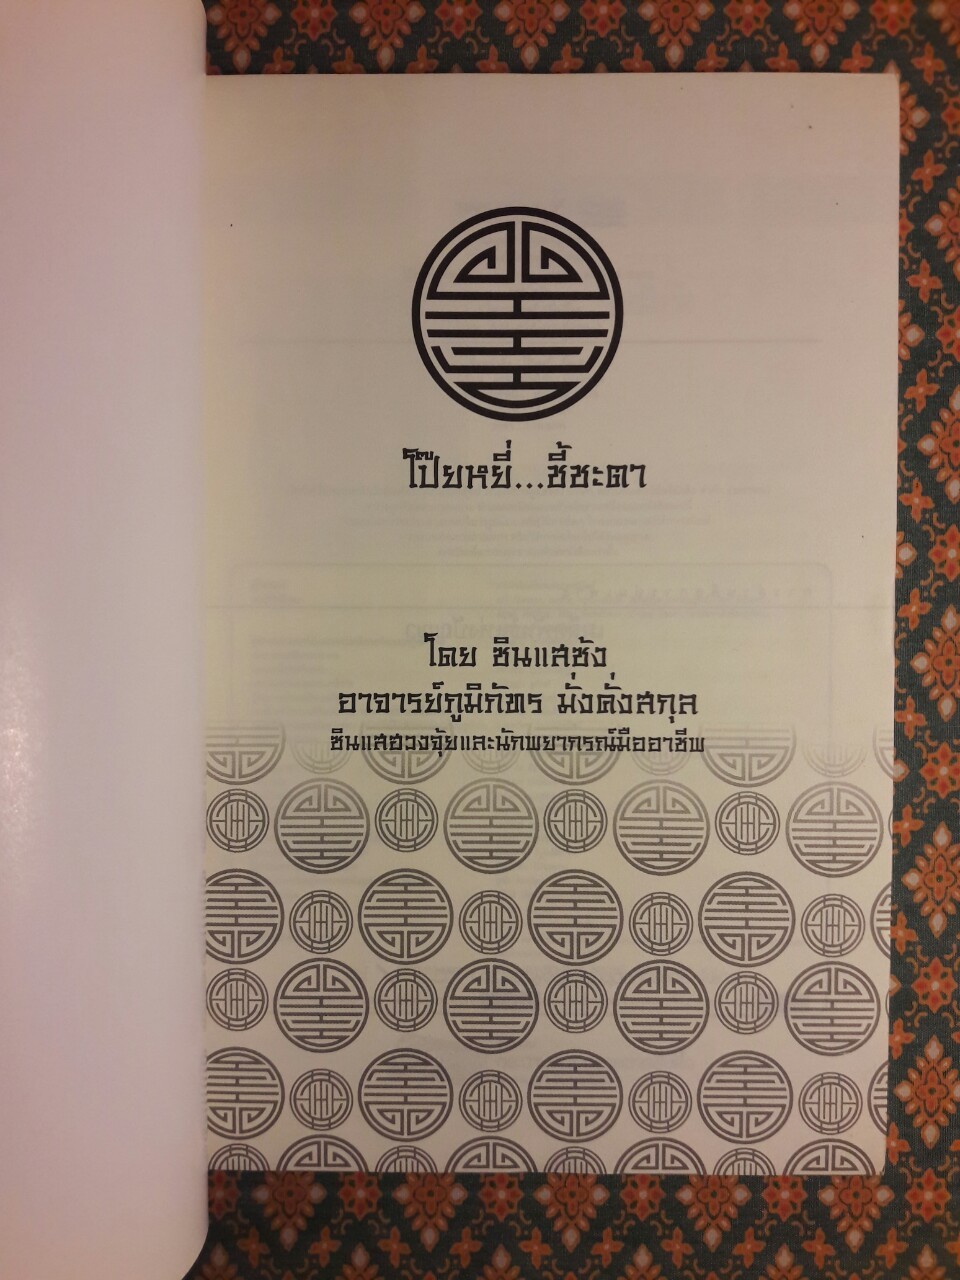 โป๊ยหยี่...ชี้ชะตา
โดย ซินแสซ้ง
อาจารย์ภูมิภัทร มั่งคั่งสกุล
ซินแสฮวงจุ้ยและนักพยากรณ์มืออาชีพ